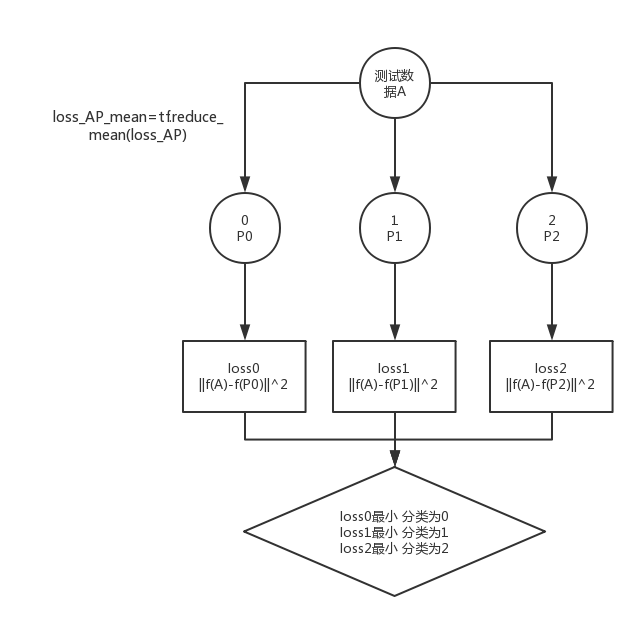 测试数
据A
loss_AP_mean=tf.reduce_
mean(loss_AP)
0
P0
1
P1
2
P2
loss0
||f(A)-f(P0)||^2
loss1
||f(A)-f(P1)||^2
loss2
||f(A)-f(P2)||^2
loss0最小 分类为0
loss1最小 分类为1
loss2最小 分类为2